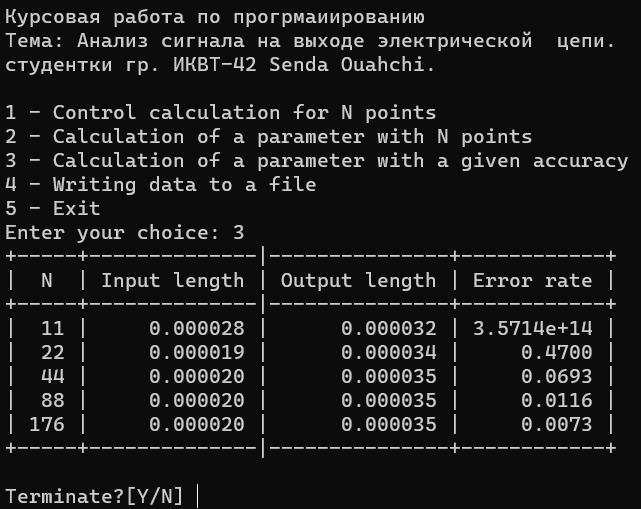 Курсовая работа по прогрмаиированию
Тема: Анализ сигнала на выходе электрической  цепи.
студентки гр. ИКВТ-42 Senda Ouahchi.

1 - Control calculation for N points
2 - Calculation of a parameter with N points
3 - Calculation of a parameter with a given accuracy
4 - Writing data to a file
5 - Exit
Enter your choice: 3
+-----+--------------|---------------+------------+
|  N  | Input length | Output length | Error rate |
+-----+--------------|---------------+------------+
|  11 |     0.000028 |      0.000032 | 3.5714e+14 |
|  22 |     0.000019 |      0.000034 |     0.4700 |
|  44 |     0.000020 |      0.000035 |     0.0693 |
|  88 |     0.000020 |      0.000035 |     0.0116 |
| 176 |     0.000020 |      0.000035 |     0.0073 |
+-----+--------------|---------------+------------+

Terminate?[Y/N]